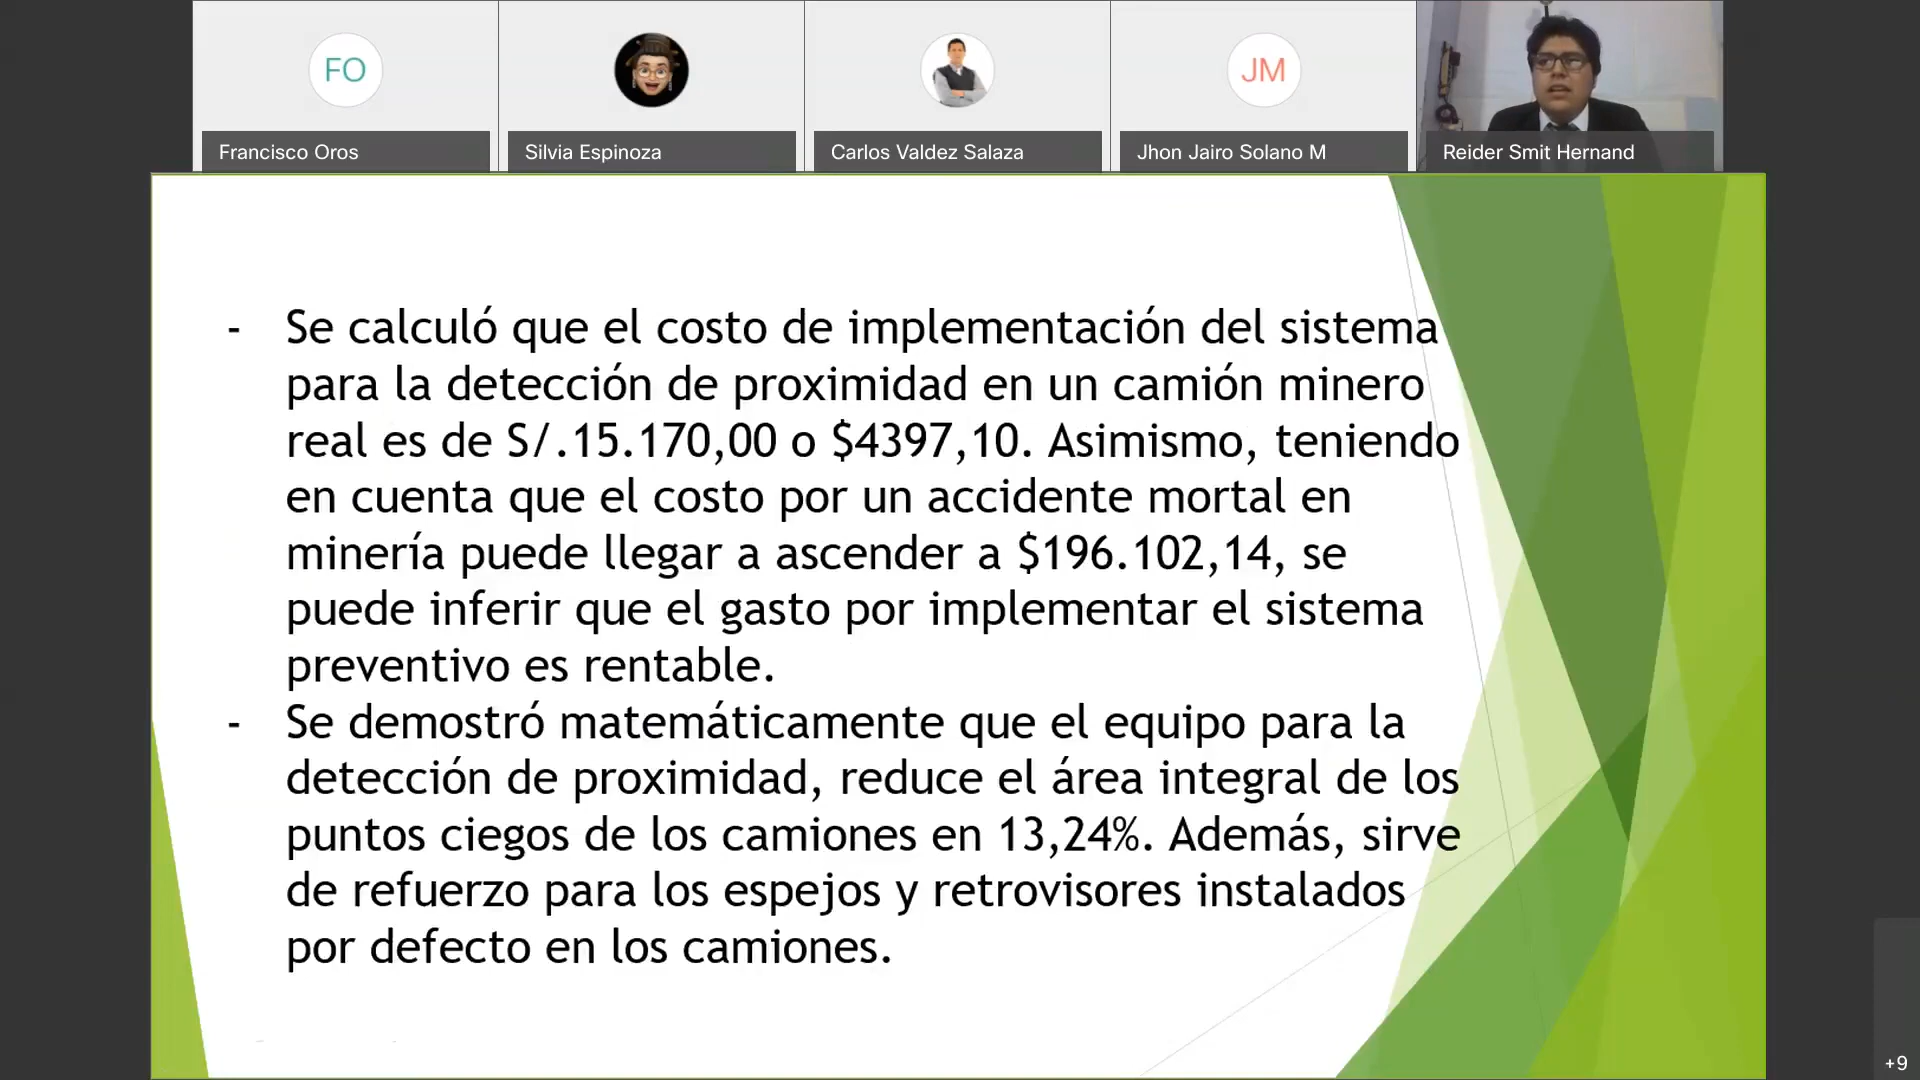 FO
JM
Francisco Oros
Silvia Espinoza
Carlos Valdez Salaza
Jhon Jairo Solano M
Reider Smit Hernand
- Se calculó que el costo de implementación del sistema
para la detección de proximidad en un camión minero
real es de S/.15.170,00 o $4397,10. Asimismo, teniendo
en cuenta que el costo por un accidente mortal en
minería puede llegar a ascender a $196.102,14, se
puede inferir que el gasto por implementar el sistema
preventivo es rentable.
- Se demostró matemáticamente que el equipo para la
detección de proximidad, reduce el área integral de los
puntos ciegos de los camiones en 13,24%. Además, sirve
de refuerzo para los espejos y retrovisores instalados
por defecto en los camiones.
+9